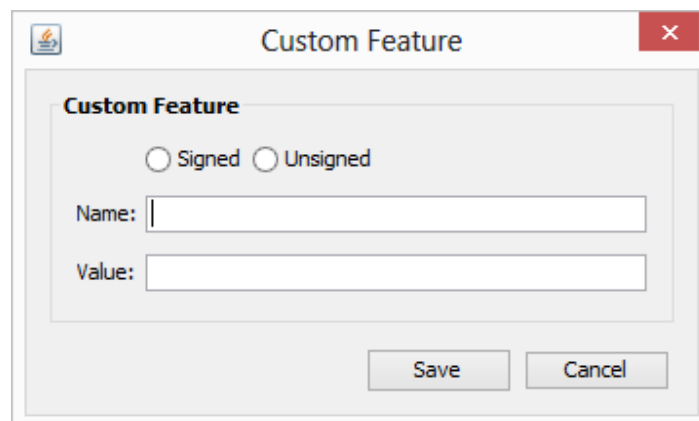 Custom Feature
Custom Feature
Signed Unsigned
Name:
Value:
Save Cancel